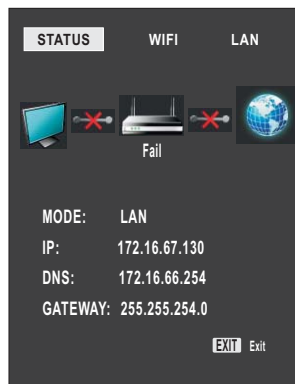 STATUS WIFI LAN
Fail
MODE: LAN
IP: 172.16.67.130
DNS: 172.16.66.254
GATEWAY: 255.255.254.0
EXIT Exit